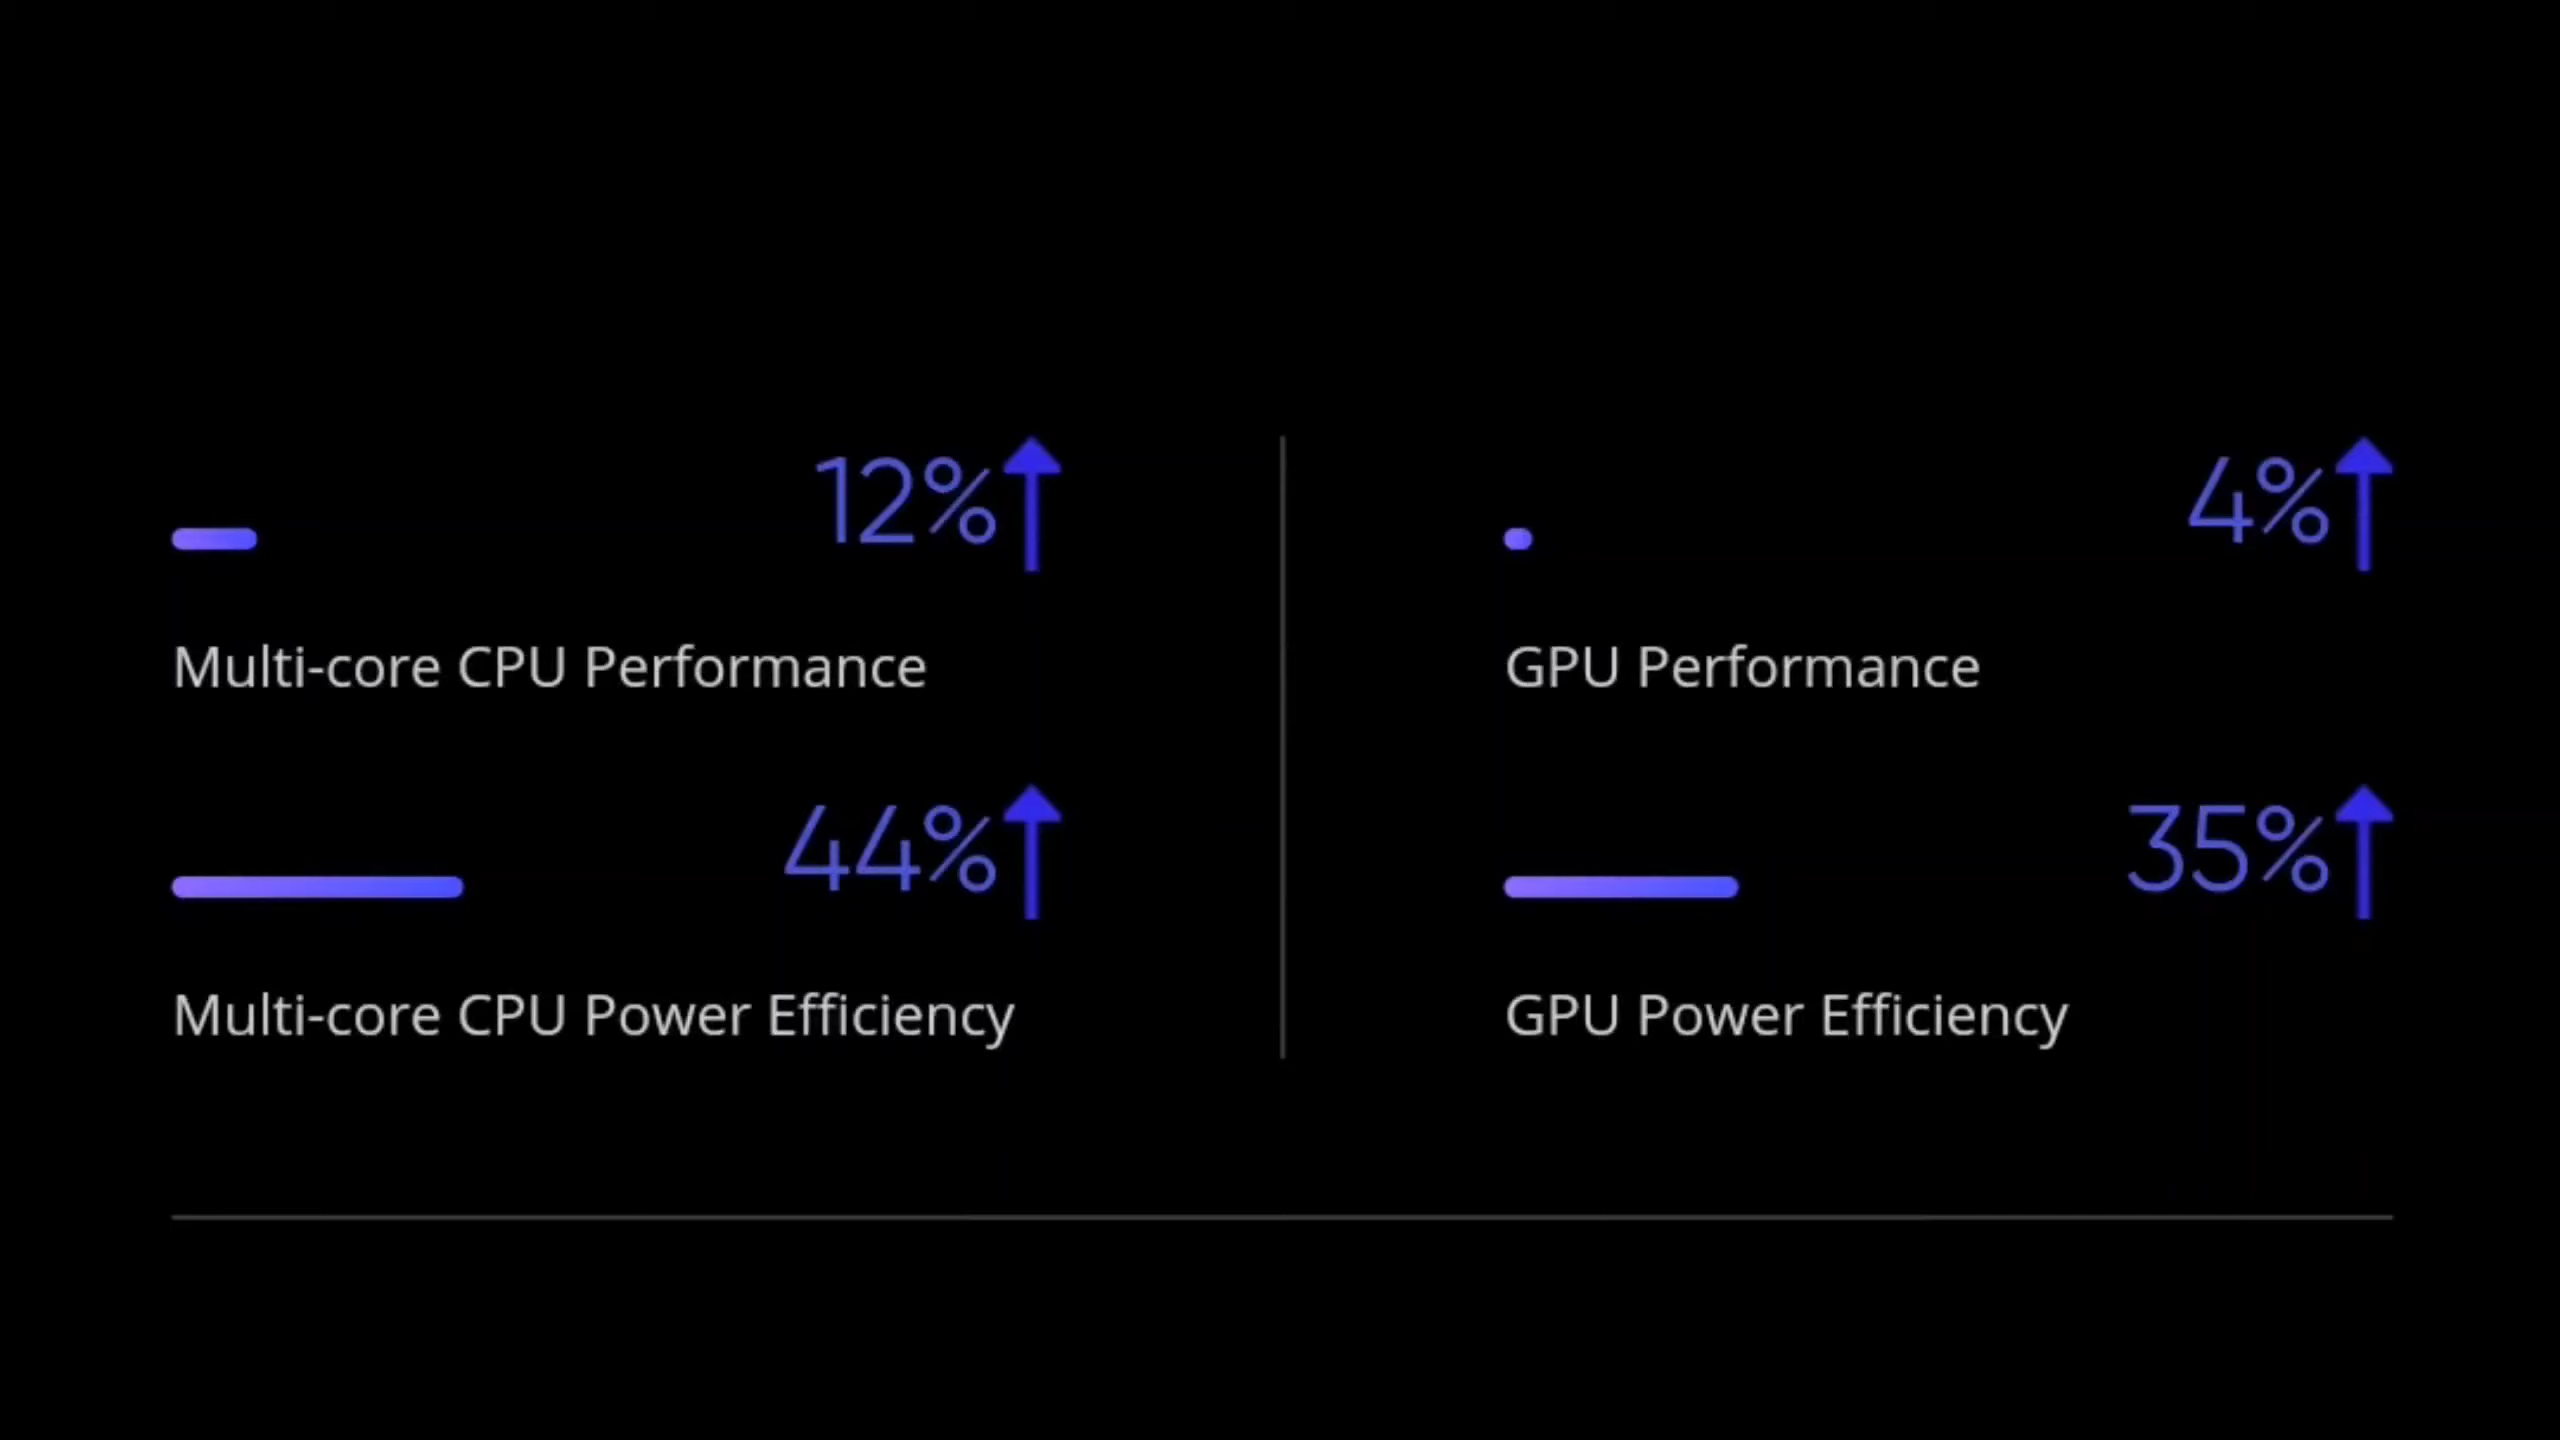 12%
Multi-core CPU Performance
44%
Multi-core CPU Power Efficiency
4%
GPU Performance
35%
GPU Power Efficiency